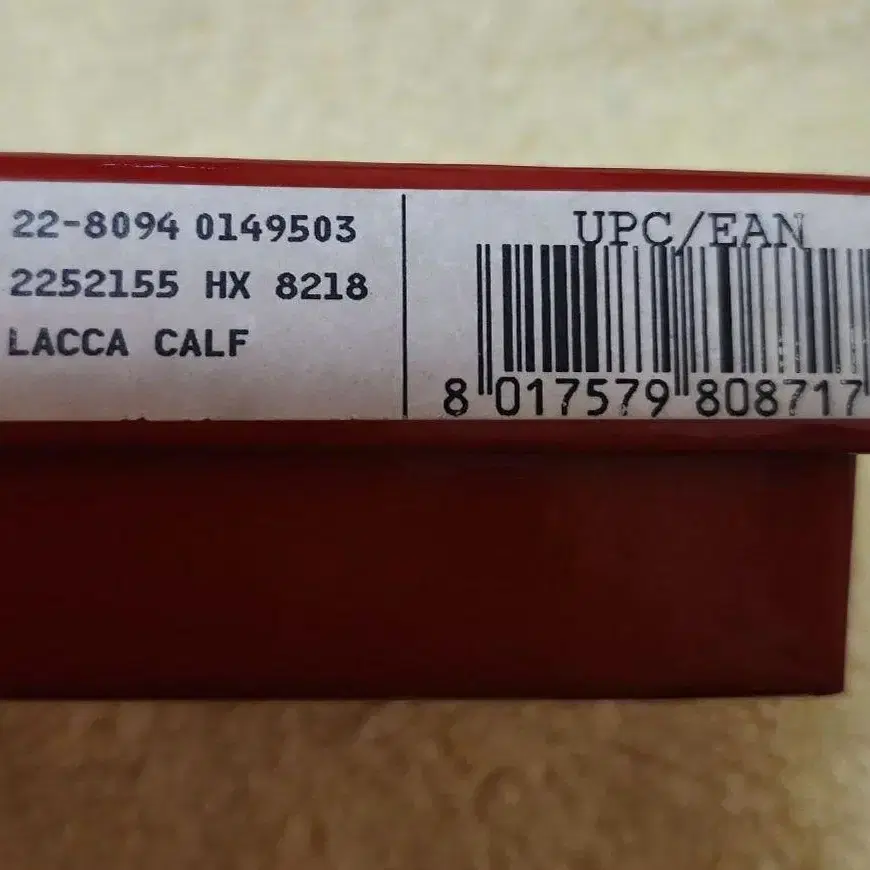 22-8094 0149503
2252155 HX 8218
LACCA CALF
UPC/EAN
8 017579 808717